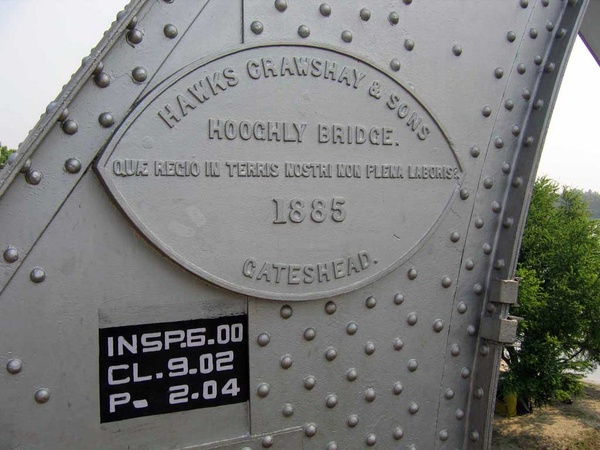 HAWKS CRAWSHAY & SONS
HOOGHLY BRIDGE.
QUÆ REGIO IN TERRIS NOSTRI NON PLENA LABORIS?
1885
GATESHEAD.
INSP.6.00
CL.9.02
P- 2.04